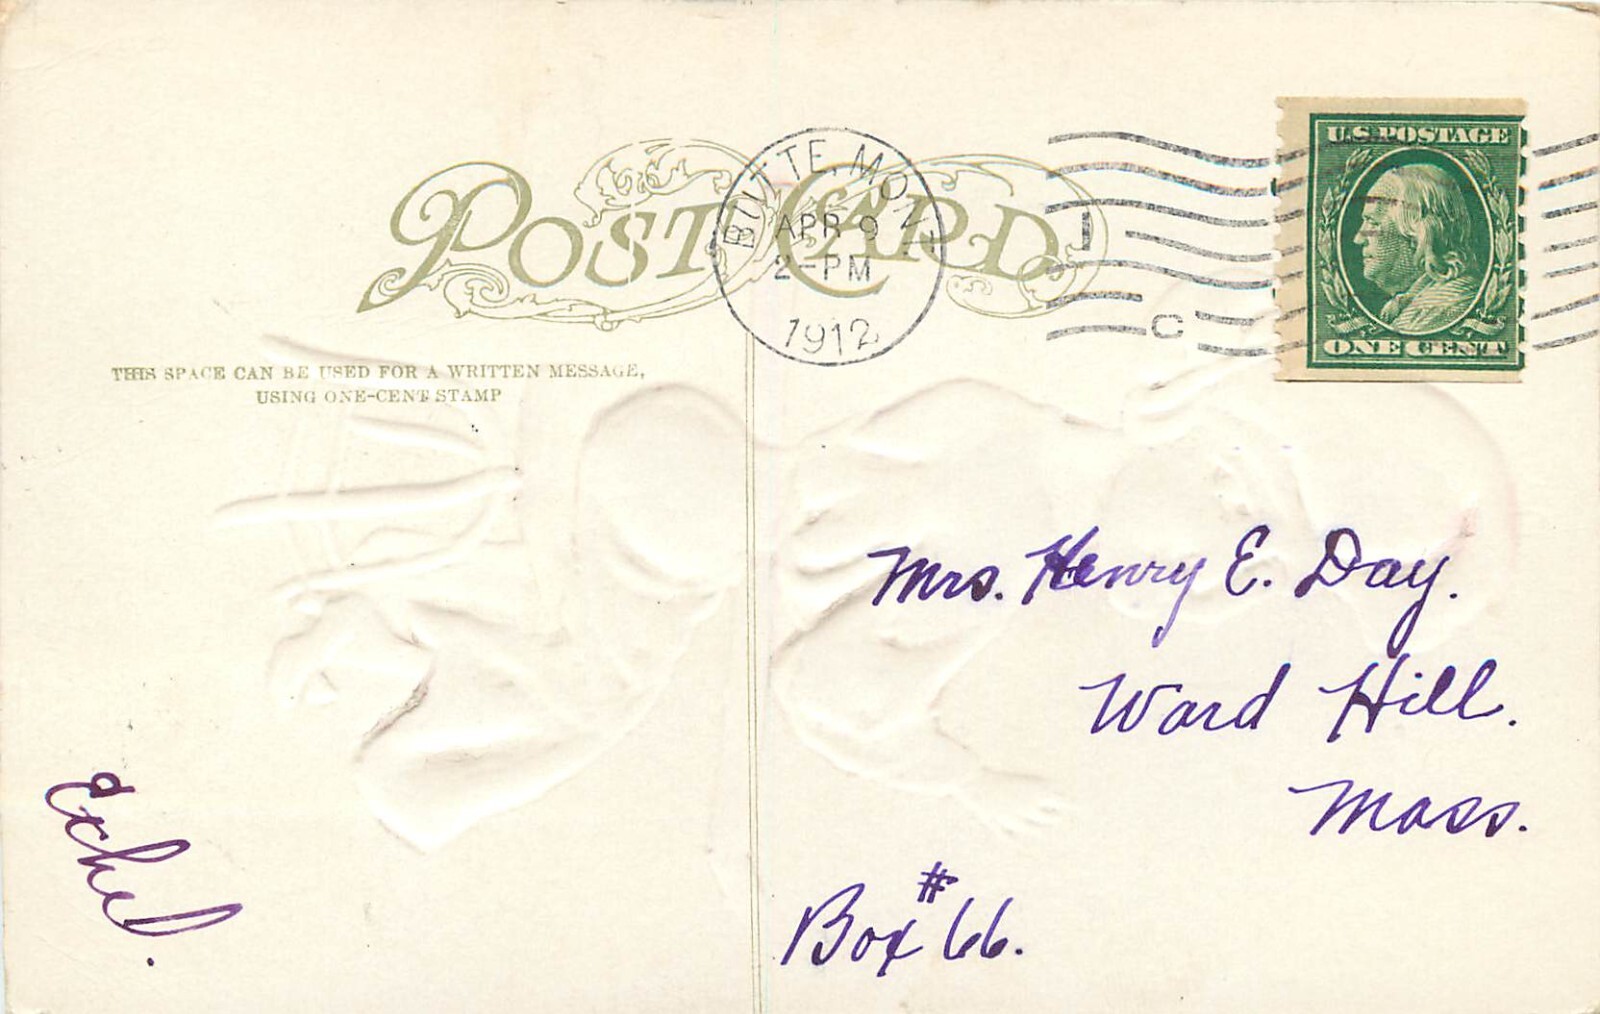 POST CARD
BUTTE, MONT.
APR 9
2-PM
1912
1
C
U.S. POSTAGE
ONE CENT
THIS SPACE CAN BE USED FOR A WRITTEN MESSAGE,
USING ONE-CENT STAMP
Mrs. Henry E. Day.
Ward Hill.
Mass.
Box #66.
Ethel.